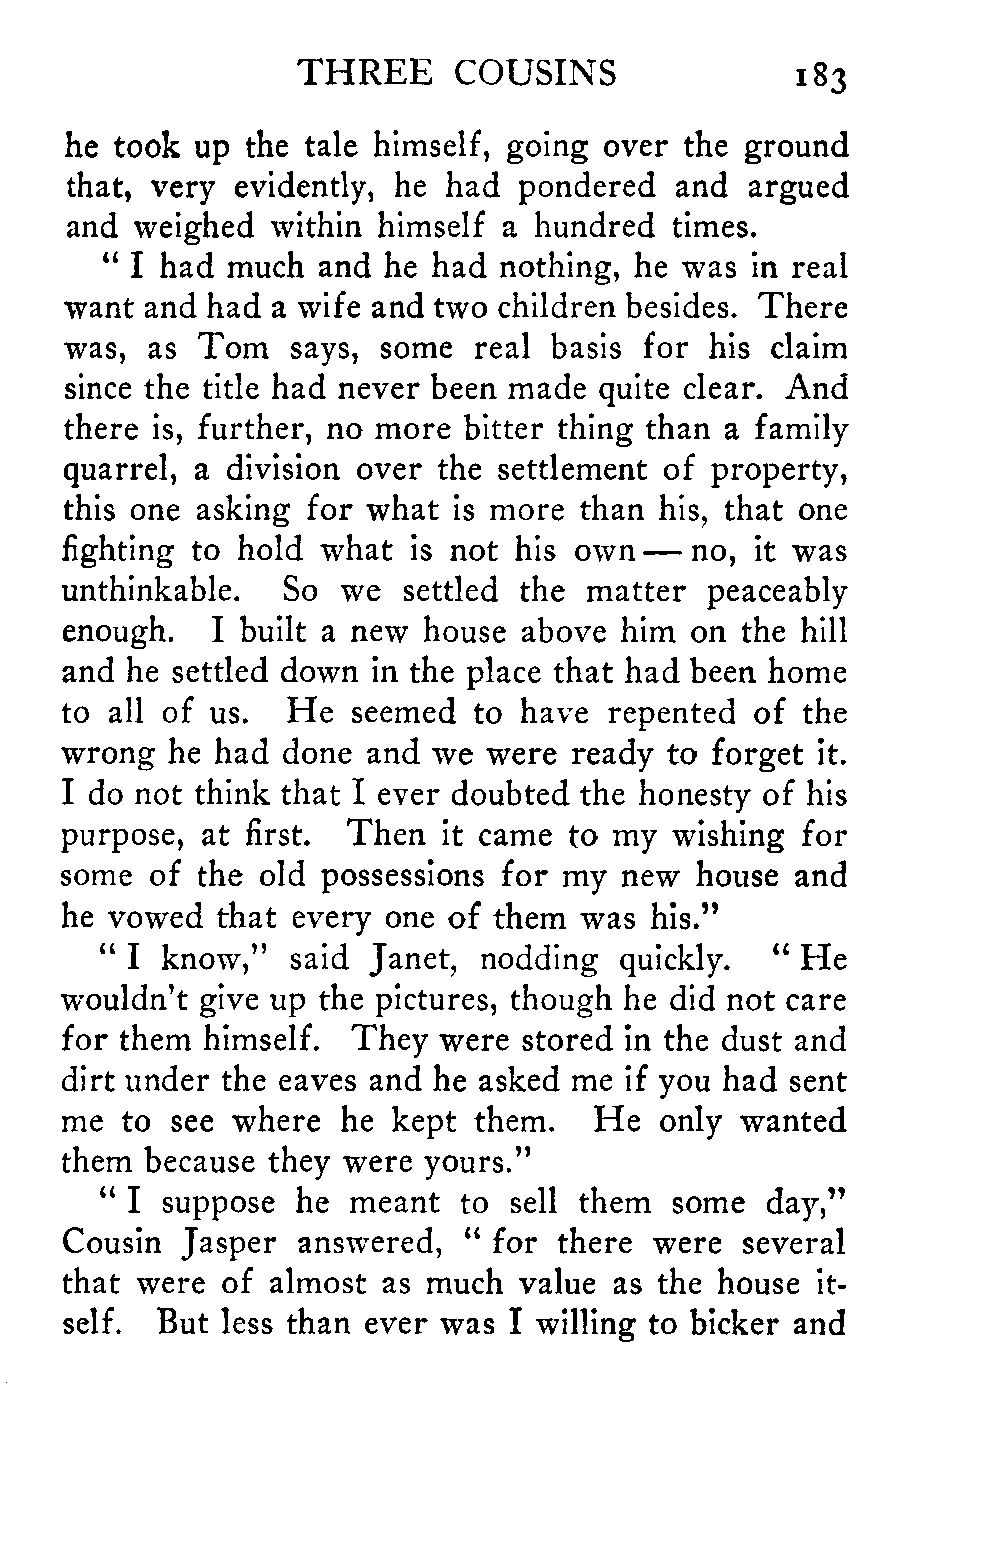 THREE COUSINS 183
he took up the tale himself, going over the ground
that, very evidently, he had pondered and argued
and weighed within himself a hundred times.
“ I had much and he had nothing, he was in real
want and had a wife and two children besides. There
was, as Tom says, some real basis for his claim
since the title had never been made quite clear. And
there is, further, no more bitter thing than a family
quarrel, a division over the settlement of property,
this one asking for what is more than his, that one
fighting to hold what is not his own — no, it was
unthinkable. So we settled the matter peaceably
enough. I built a new house above him on the hill
and he settled down in the place that had been home
to all of us. He seemed to have repented of the
wrong he had done and we were ready to forget it.
I do not think that I ever doubted the honesty of his
purpose, at first. Then it came to my wishing for
some of the old possessions for my new house and
he vowed that every one of them was his.”
“ I know,” said Janet, nodding quickly. “ He
wouldn't give up the pictures, though he did not care
for them himself. They were stored in the dust and
dirt under the eaves and he asked me if you had sent
me to see where he kept them. He only wanted
them because they were yours.”
“ I suppose he meant to sell them some day,”
Cousin Jasper answered, “ for there were several
that were of almost as much value as the house it-
self. But less than ever was I willing to bicker and